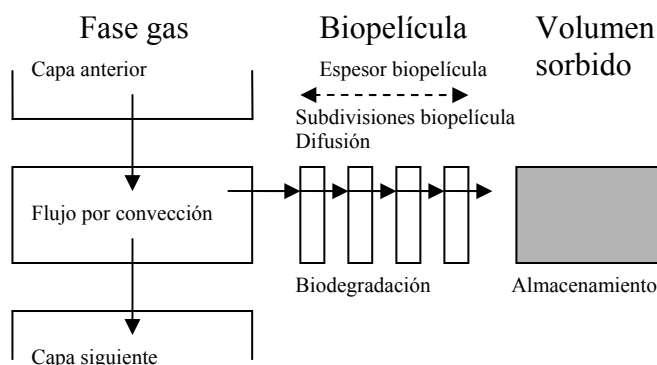 Fase gas
Biopelícula
Volumen
sorbido
Capa anterior
Espesor biopelícula
Subdivisiones biopelícula
Difusión
Flujo por convección
Biodegradación
Almacenamiento
Capa siguiente